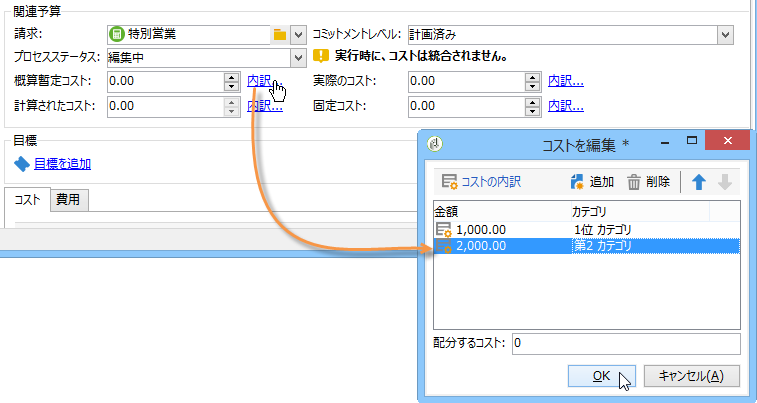 関連予算
請求: 特別営業 コミットメントレベル: 計画済み
プロセスステータス: 編集中 実行時に、コストは統合されません。
概算暫定コスト: 0.00 内訳... 実際のコスト: 0.00 内訳...
計算されたコスト: 0.00 内訳... 固定コスト: 0.00 内訳...
目標
目標を追加
コスト 費用
コストを編集 *
コストの内訳 追加 削除
金額 カテゴリ
1,000.00 1位 カテゴリ
2,000.00 第2 カテゴリ
配分するコスト: 0
OK キャンセル(A)